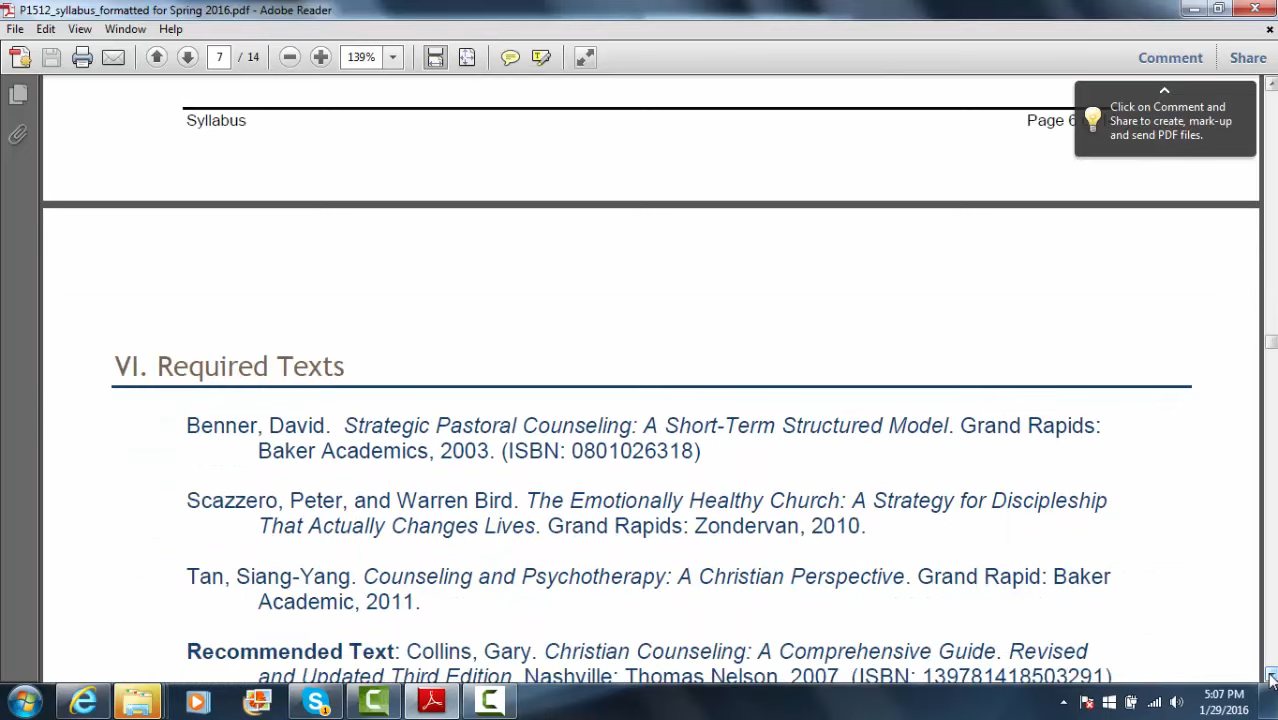 P1512_syllabus_formatted for Spring 2016.pdf - Adobe Reader
File Edit View Window Help
7 / 14 139% Comment Share
Click on Comment and
Share to create, mark-up
and send PDF files.
Syllabus Page 6
VI. Required Texts
Benner, David. Strategic Pastoral Counseling: A Short-Term Structured Model. Grand Rapids:
Baker Academics, 2003. (ISBN: 0801026318)
Scazzero, Peter, and Warren Bird. The Emotionally Healthy Church: A Strategy for Discipleship
That Actually Changes Lives. Grand Rapids: Zondervan, 2010.
Tan, Siang-Yang. Counseling and Psychotherapy: A Christian Perspective. Grand Rapid: Baker
Academic, 2011.
Recommended Text: Collins, Gary. Christian Counseling: A Comprehensive Guide. Revised
and Updated Third Edition. Nashville: Thomas Nelson, 2007. (ISBN: 139781418503291)
5:07 PM
1/29/2016